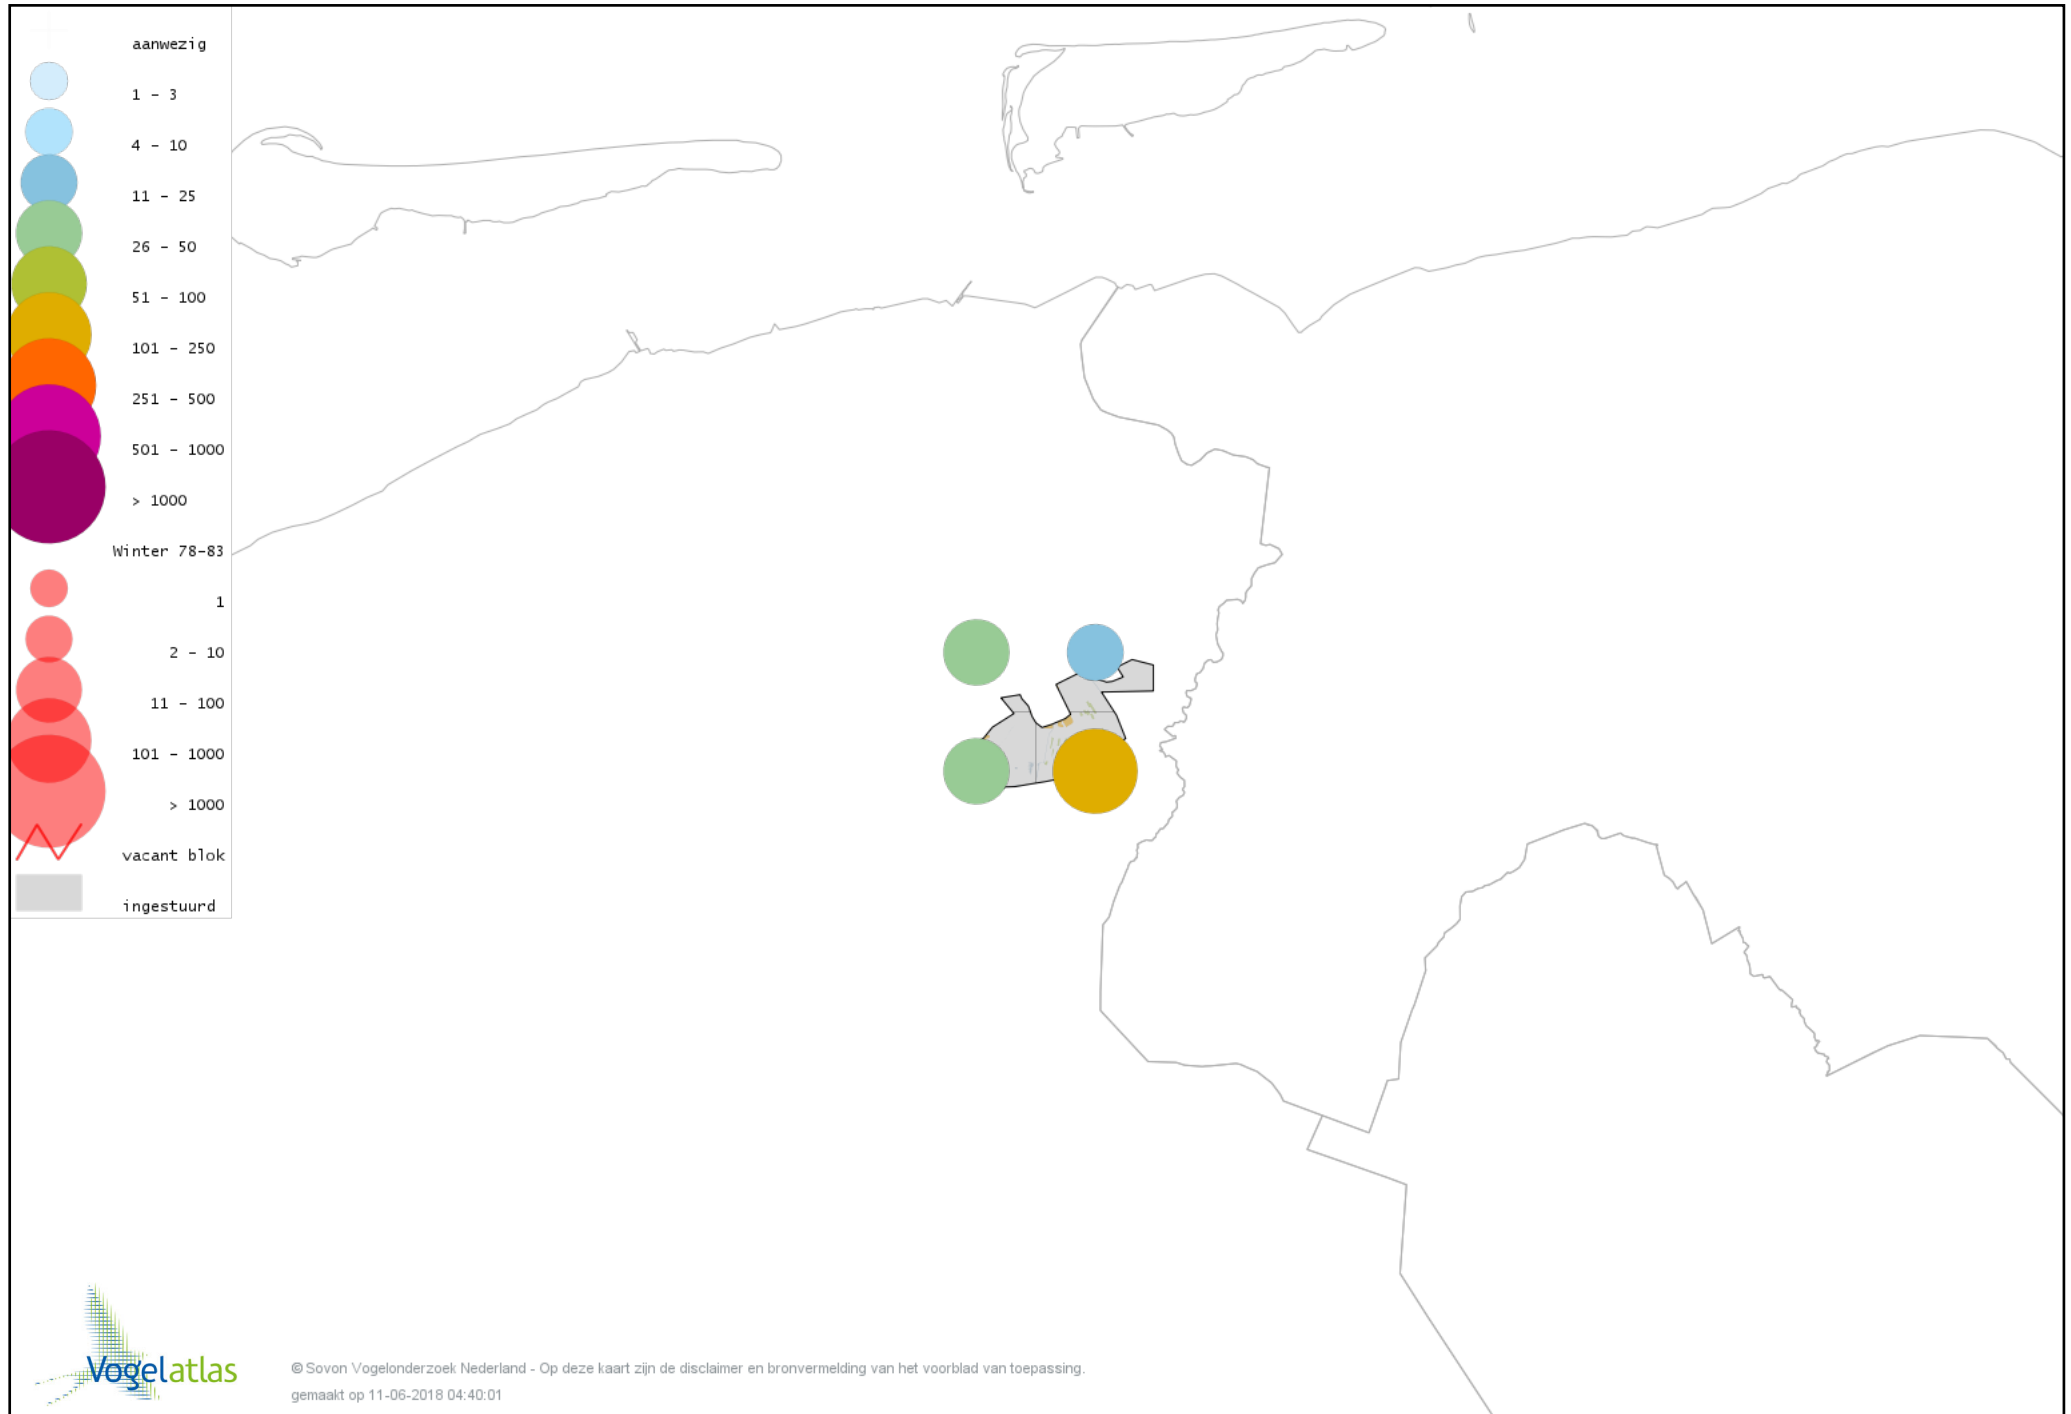 aanwezig
1 - 3
4 - 10
11 - 25
26 - 50
51 - 100
101 - 250
251 - 500
501 - 1000
> 1000
Winter 78-83
1
2 - 10
11 - 100
101 - 1000
> 1000
vacant blok
ingestuurd
Vogelatlas
© Sovon Vogelonderzoek Nederland - Op deze kaart zijn de disclaimer en bronvermelding van het voorblad van toepassing.
gemaakt op 11-06-2018 04:40:01